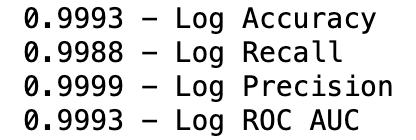 0.9993 – Log Accuracy
0.9988 – Log Recall
0.9999 – Log Precision
0.9993 – Log ROC AUC